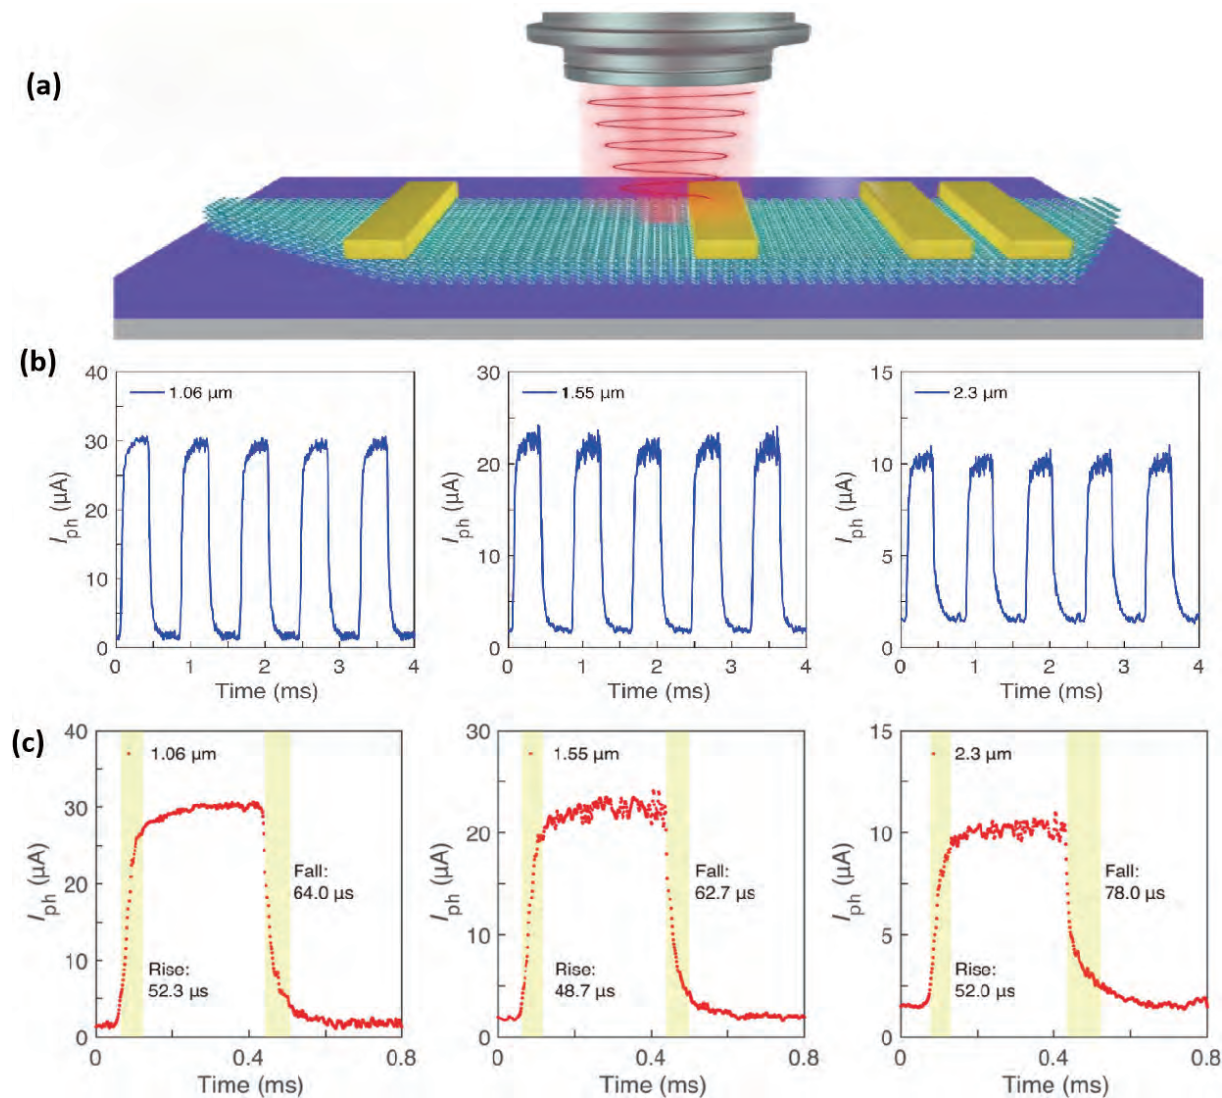 (a)
(b)
40
30
20
10
0
I_ph (µA)
1.06 µm
0 1 2 3 4
Time (ms)
30
20
10
0
I_ph (µA)
1.55 µm
0 1 2 3 4
Time (ms)
15
10
5
0
I_ph (µA)
2.3 µm
0 1 2 3 4
Time (ms)
(c)
40
30
20
10
0
I_ph (µA)
1.06 µm
Fall:
64.0 µs
Rise:
52.3 µs
0 0.4 0.8
Time (ms)
30
20
10
0
I_ph (µA)
1.55 µm
Fall:
62.7 µs
Rise:
48.7 µs
0 0.4 0.8
Time (ms)
15
10
5
0
I_ph (µA)
2.3 µm
Fall:
78.0 µs
Rise:
52.0 µs
0 0.4 0.8
Time (ms)